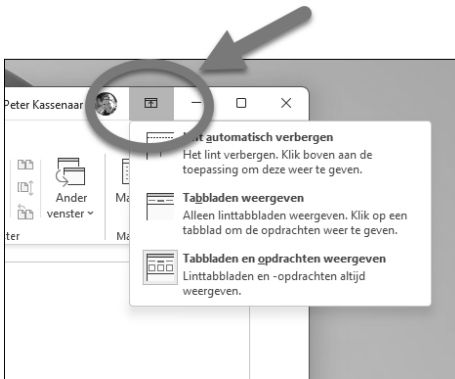 Peter Kassenaar
Lint automatisch verbergen
Het lint verbergen. Klik boven aan de
toepassing om deze weer te geven.
Ander
venster
Ma
Tabbladen weergeven
Alleen linttabbladen weergeven. Klik op een
tabblad om de opdrachten weer te geven.
ter
Ma
Tabbladen en opdrachten weergeven
Linttabbladen en -opdrachten altijd
weergeven.